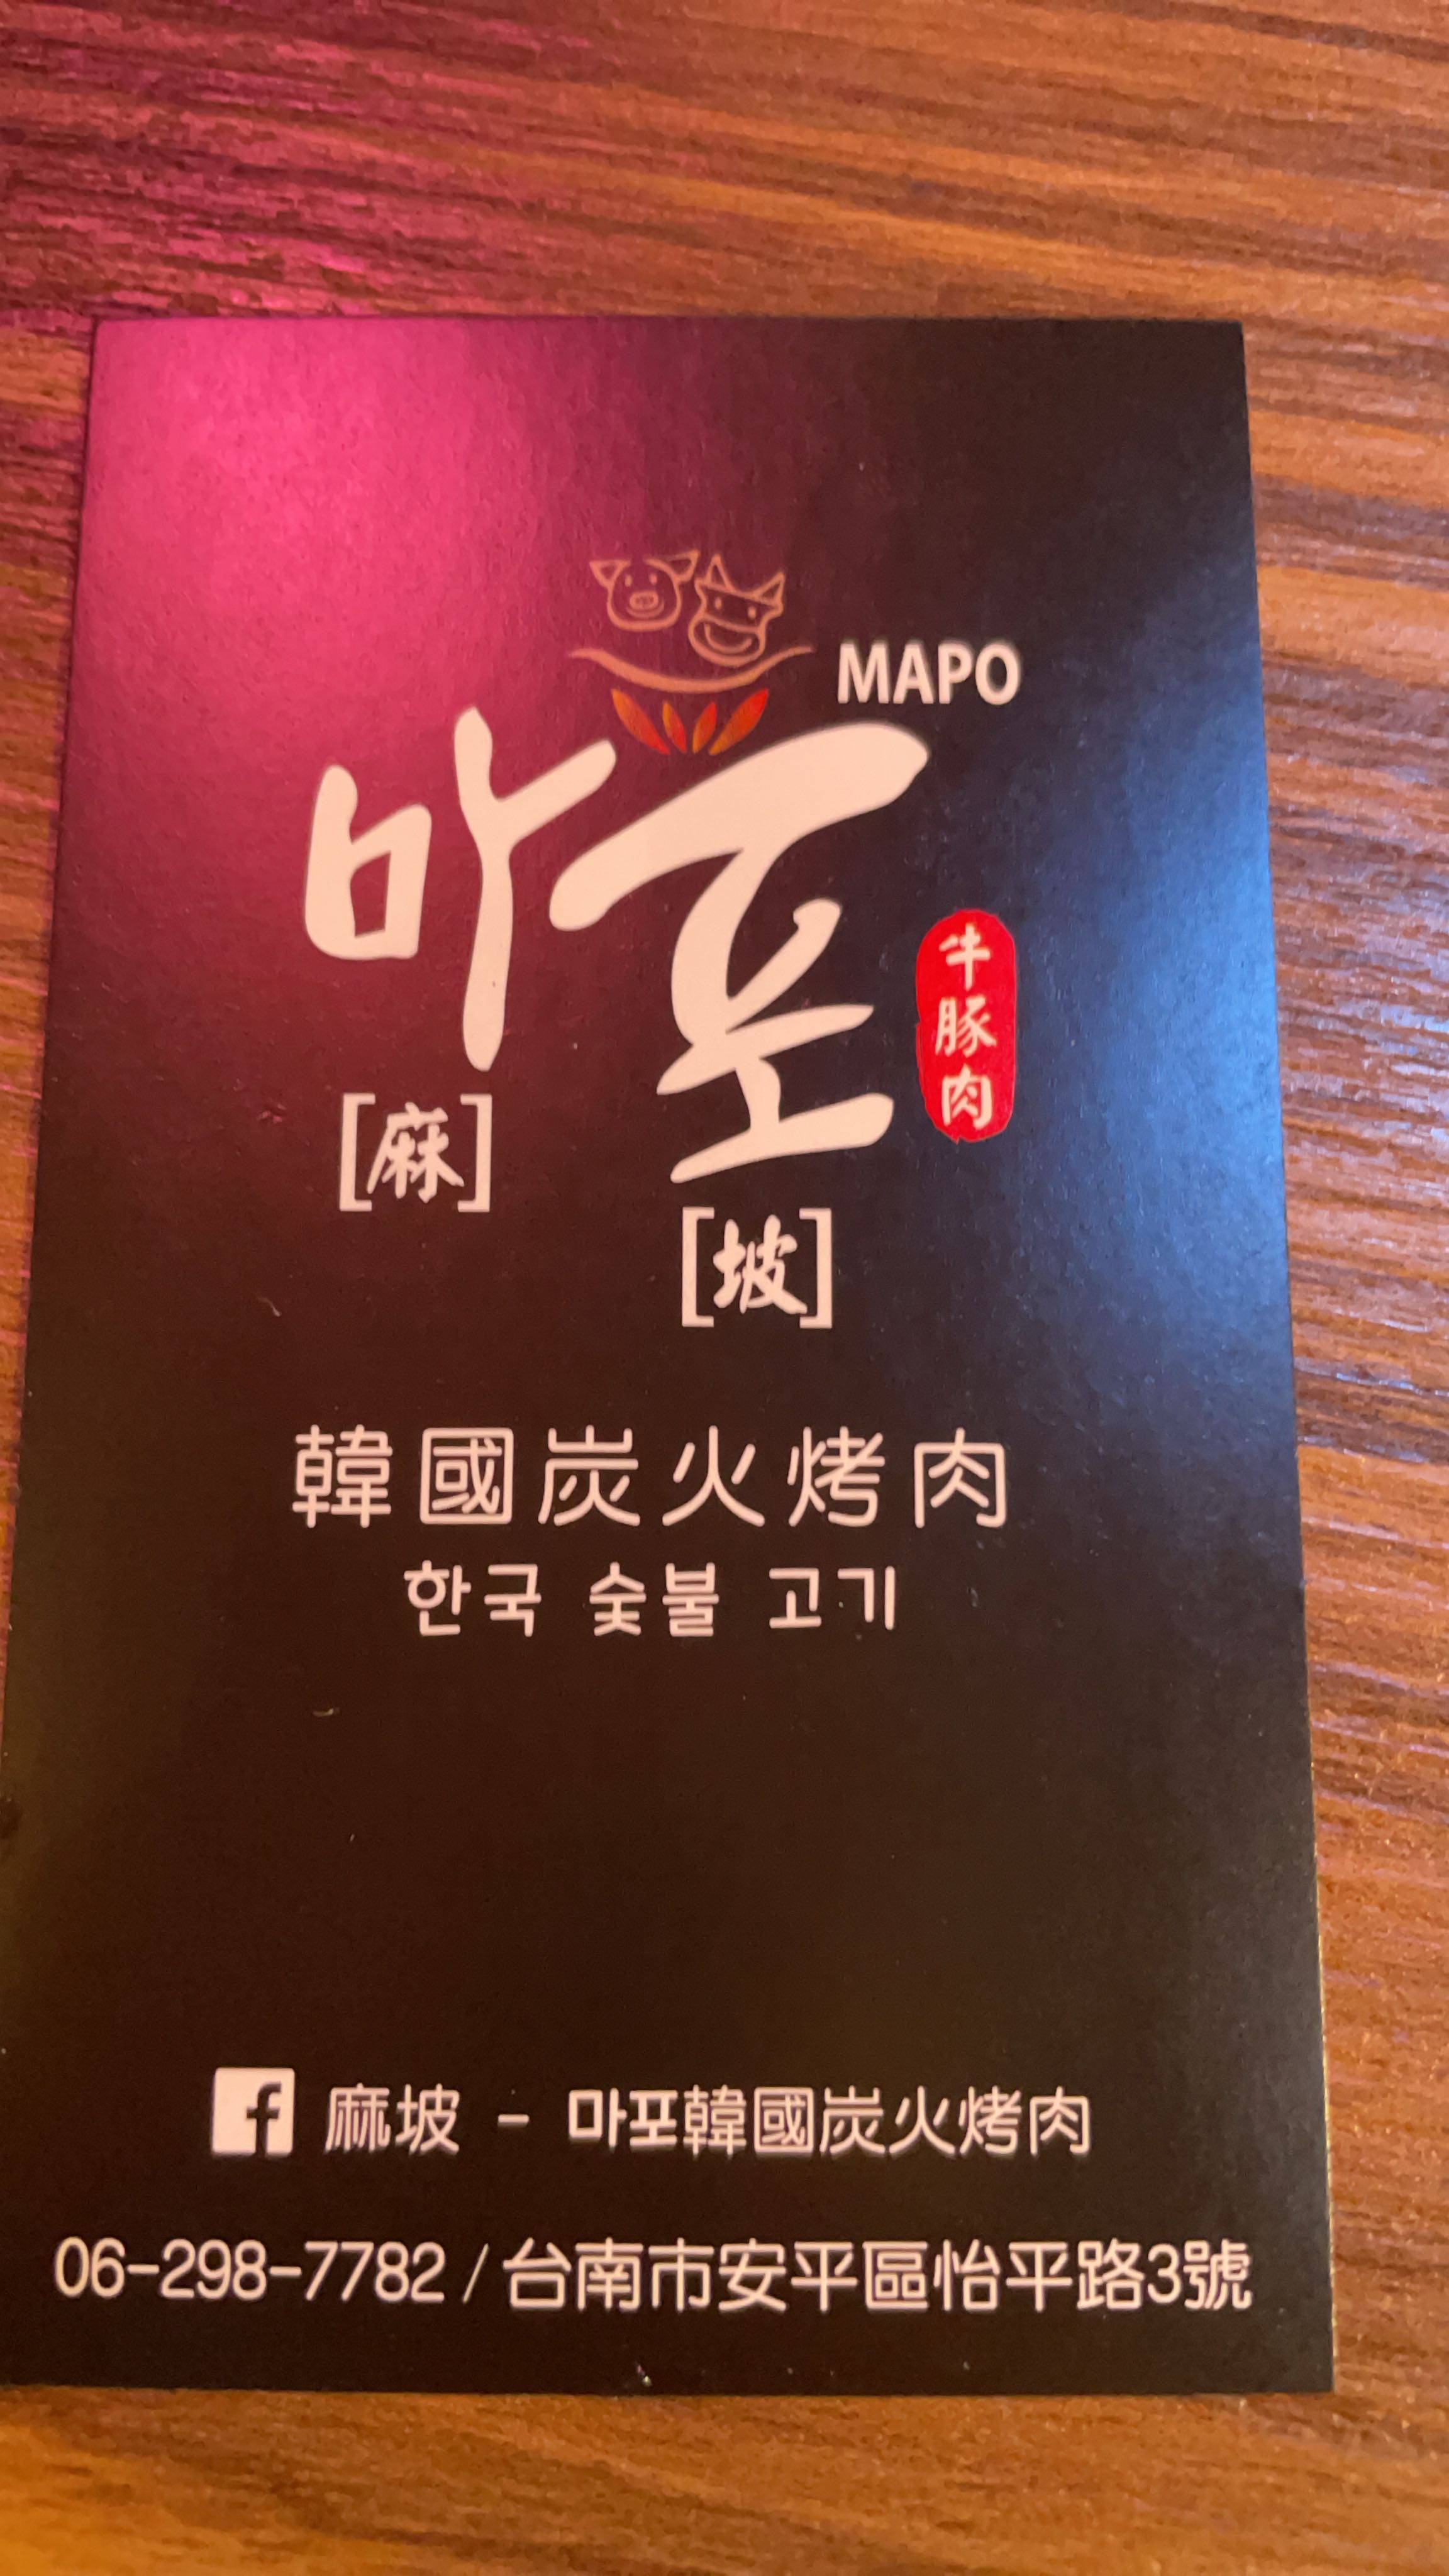 MAPO
마포
牛豚肉
[麻]
[坡]
韓國炭火烤肉
한국 숯불 고기
f 麻坡 - 마포韓國炭火烤肉
06-298-7782 / 台南市安平區怡平路3號